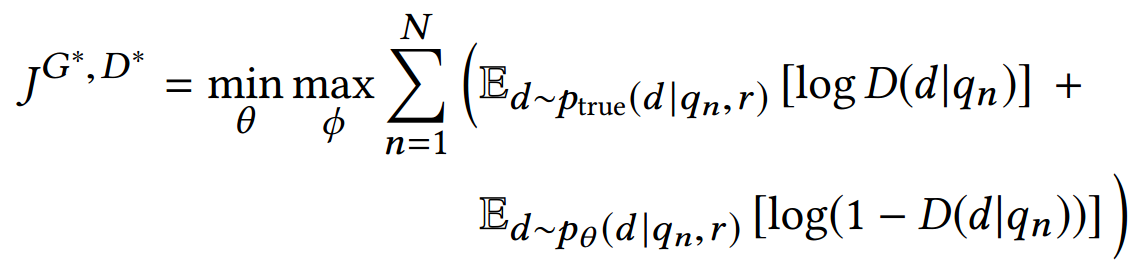 J^{G^*, D^*} = \min_{\theta} \max_{\phi} \sum_{n=1}^{N} \Big( \mathbb{E}_{d \sim p_{\text{true}}(d|q_n, r)} [\log D(d|q_n)] +
\mathbb{E}_{d \sim p_{\theta}(d|q_n, r)} [\log(1 - D(d|q_n))] \Big)